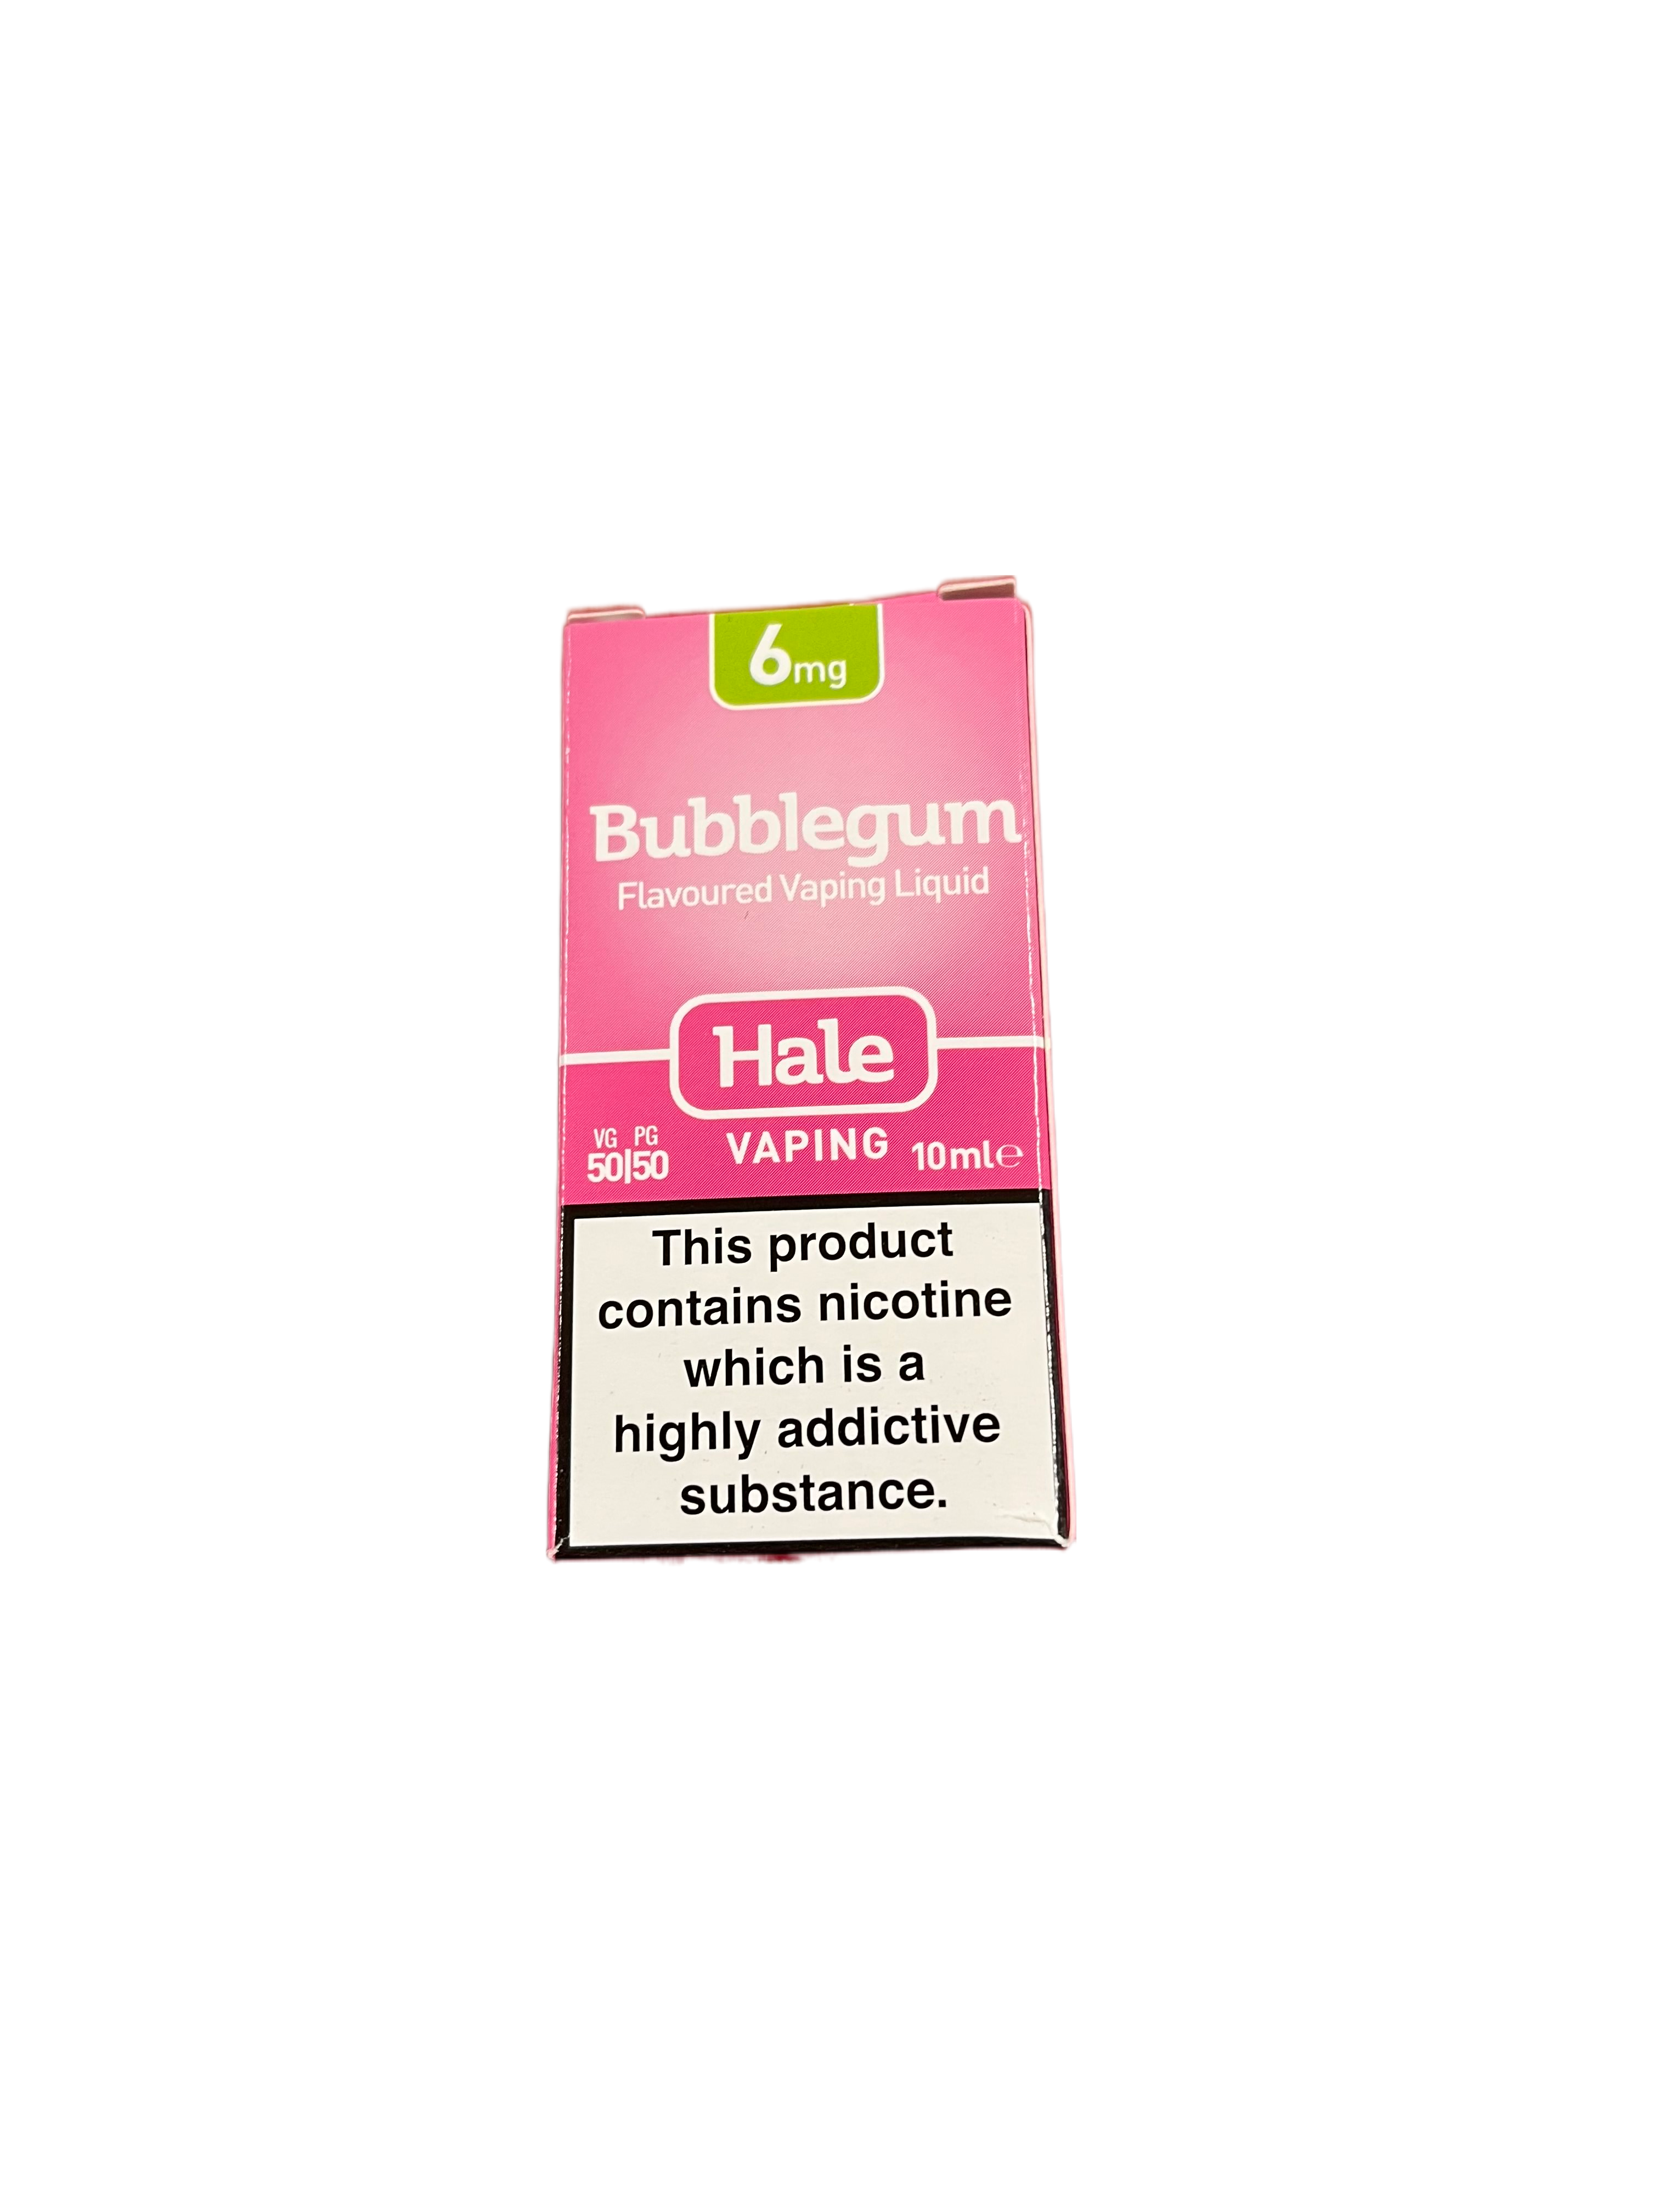 6mg
Bubblegum
Flavoured Vaping Liquid
Hale
VAPING
VG PG
50|50
10ml℮
This product
contains nicotine
which is a
highly addictive
substance.